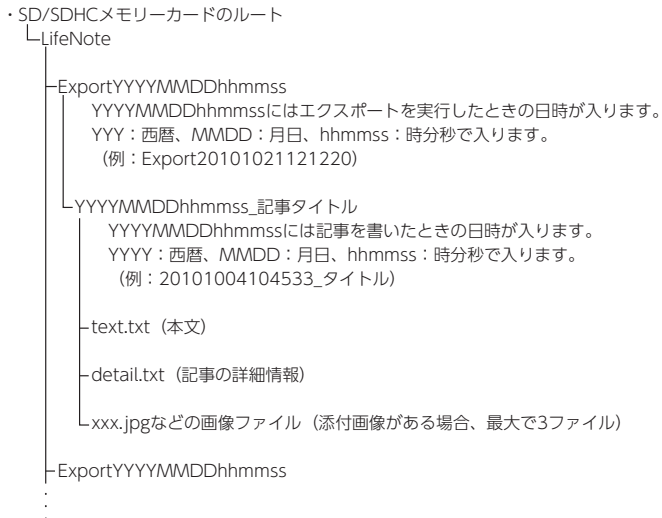 ・SD/SDHCメモリーカードのルート
LifeNote
ExportYYYYMMDDhhmmss
YYYYMMDDhhmmssにはエクスポートを実行したときの日時が入ります。
YYY：西暦、MMDD：月日、hhmmss：時分秒で入ります。
（例：Export20101021121220）
YYYYMMDDhhmmss_記事タイトル
YYYYMMDDhhmmssには記事を書いたときの日時が入ります。
YYYY：西暦、MMDD：月日、hhmmss：時分秒で入ります。
（例：20101004104533_タイトル）
text.txt（本文）
detail.txt（記事の詳細情報）
xxx.jpgなどの画像ファイル（添付画像がある場合、最大で3ファイル）
ExportYYYYMMDDhhmmss